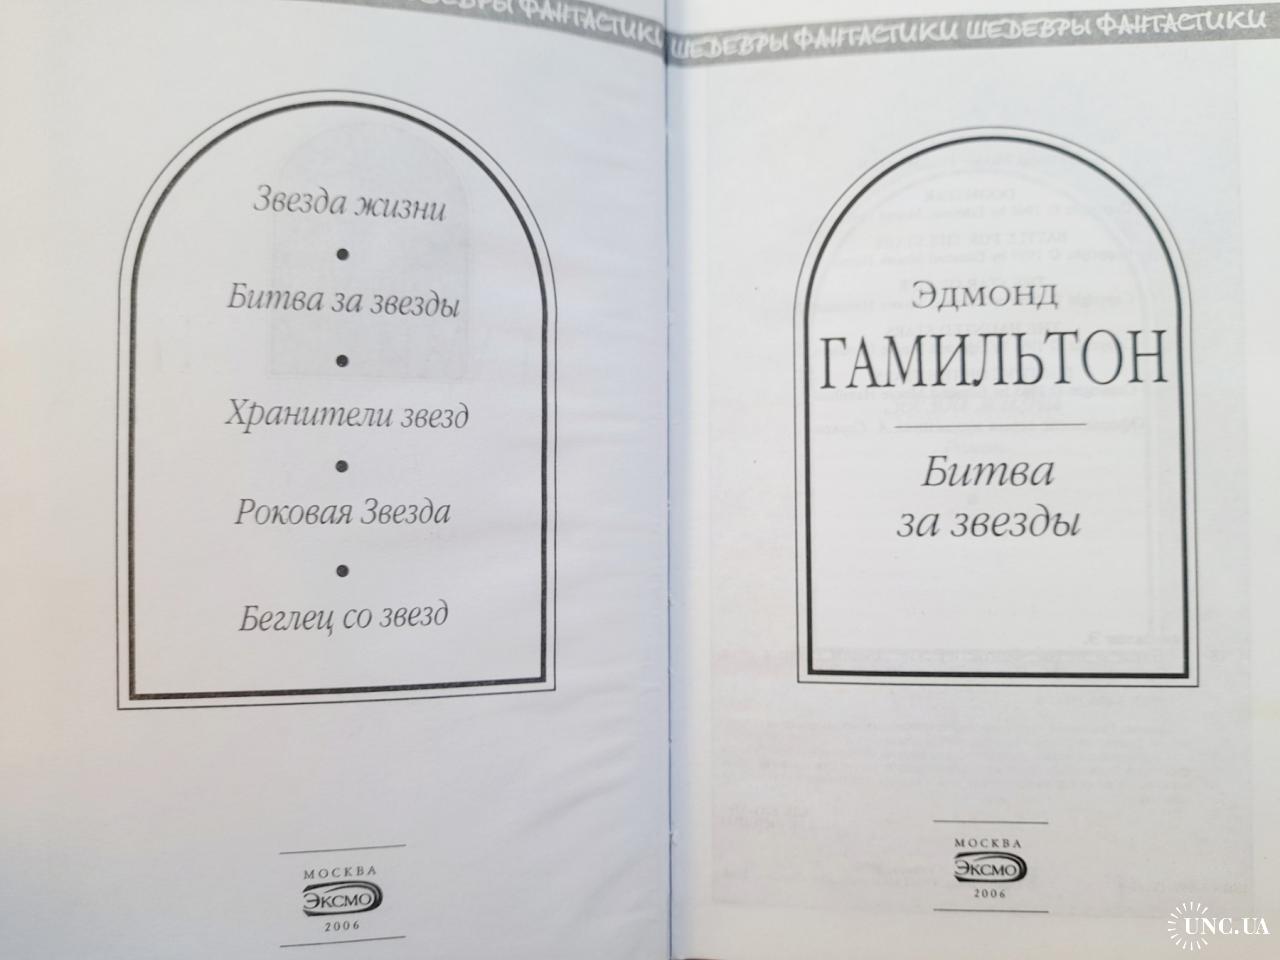 ШЕДЕВРЫ ФАНТАСТИКИ
Звезда жизни
Битва за звезды
Хранители звезд
Роковая Звезда
Беглец со звезд
МОСКВА
ЭКСМО
2006
ШЕДЕВРЫ ФАНТАСТИКИ ШЕДЕВРЫ ФАНТАСТИКИ
ЭДМОНД
ГАМИЛЬТОН
Битва
за звезды
МОСКВА
ЭКСМО
2006
UNC.UA